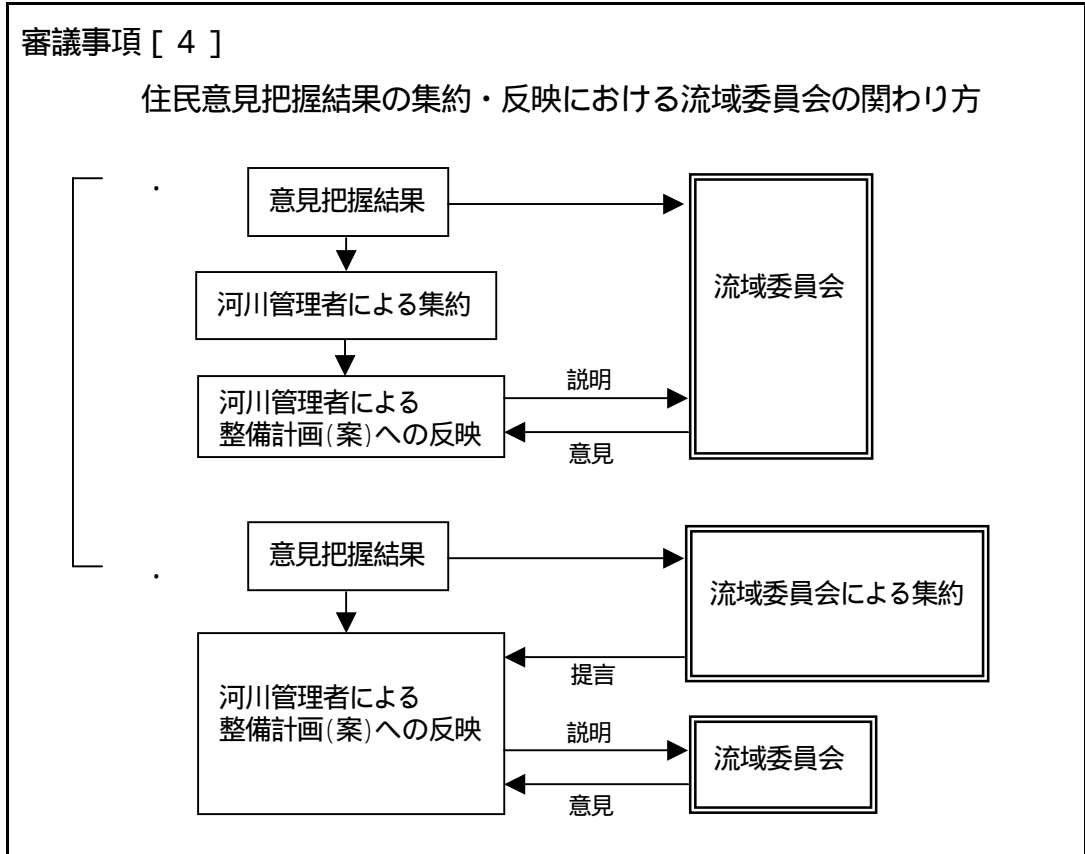 審議事項[ 4 ]
住民意見把握結果の集約・反映における流域委員会の関わり方
.
意見把握結果
流域委員会
河川管理者による集約
説明
河川管理者による
整備計画(案)への反映
意見
意見把握結果
.
流域委員会による集約
提言
河川管理者による
整備計画(案)への反映
説明
流域委員会
意見